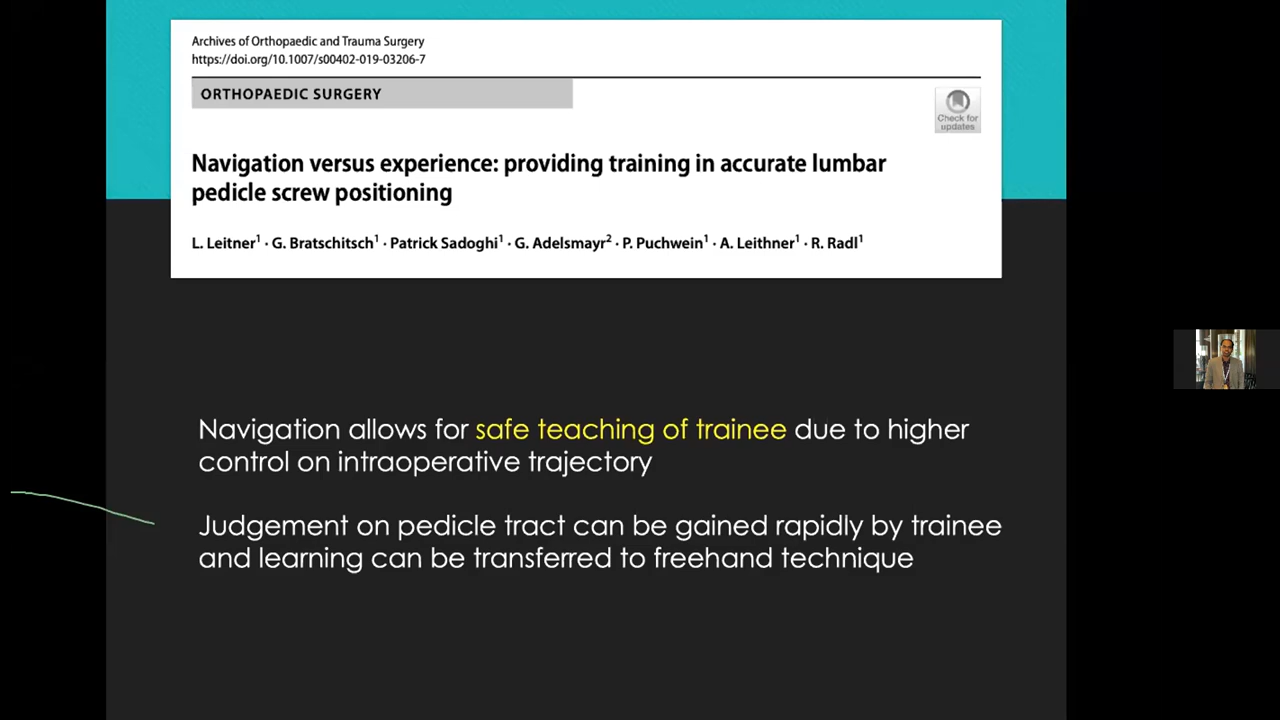 Archives of Orthopaedic and Trauma Surgery
https://doi.org/10.1007/s00402-019-03206-7
ORTHOPAEDIC SURGERY
Check for
updates
Navigation versus experience: providing training in accurate lumbar
pedicle screw positioning
L. Leitner¹ · G. Bratschitsch¹ · Patrick Sadoghi¹ · G. Adelsmayr² · P. Puchwein¹ · A. Leithner¹ · R. Radl¹
Navigation allows for safe teaching of trainee due to higher
control on intraoperative trajectory
Judgement on pedicle tract can be gained rapidly by trainee
and learning can be transferred to freehand technique